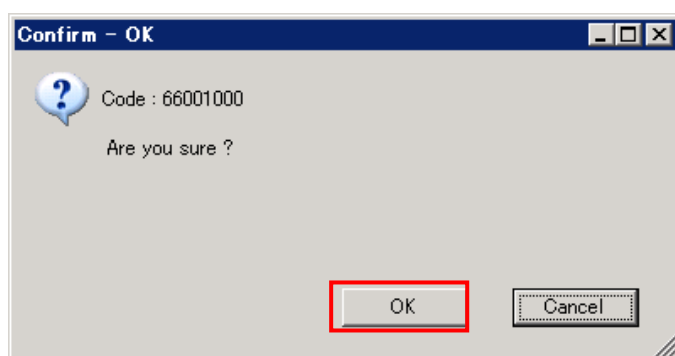 Confirm - OK
Code : 66001000
Are you sure ?
OK
Cancel